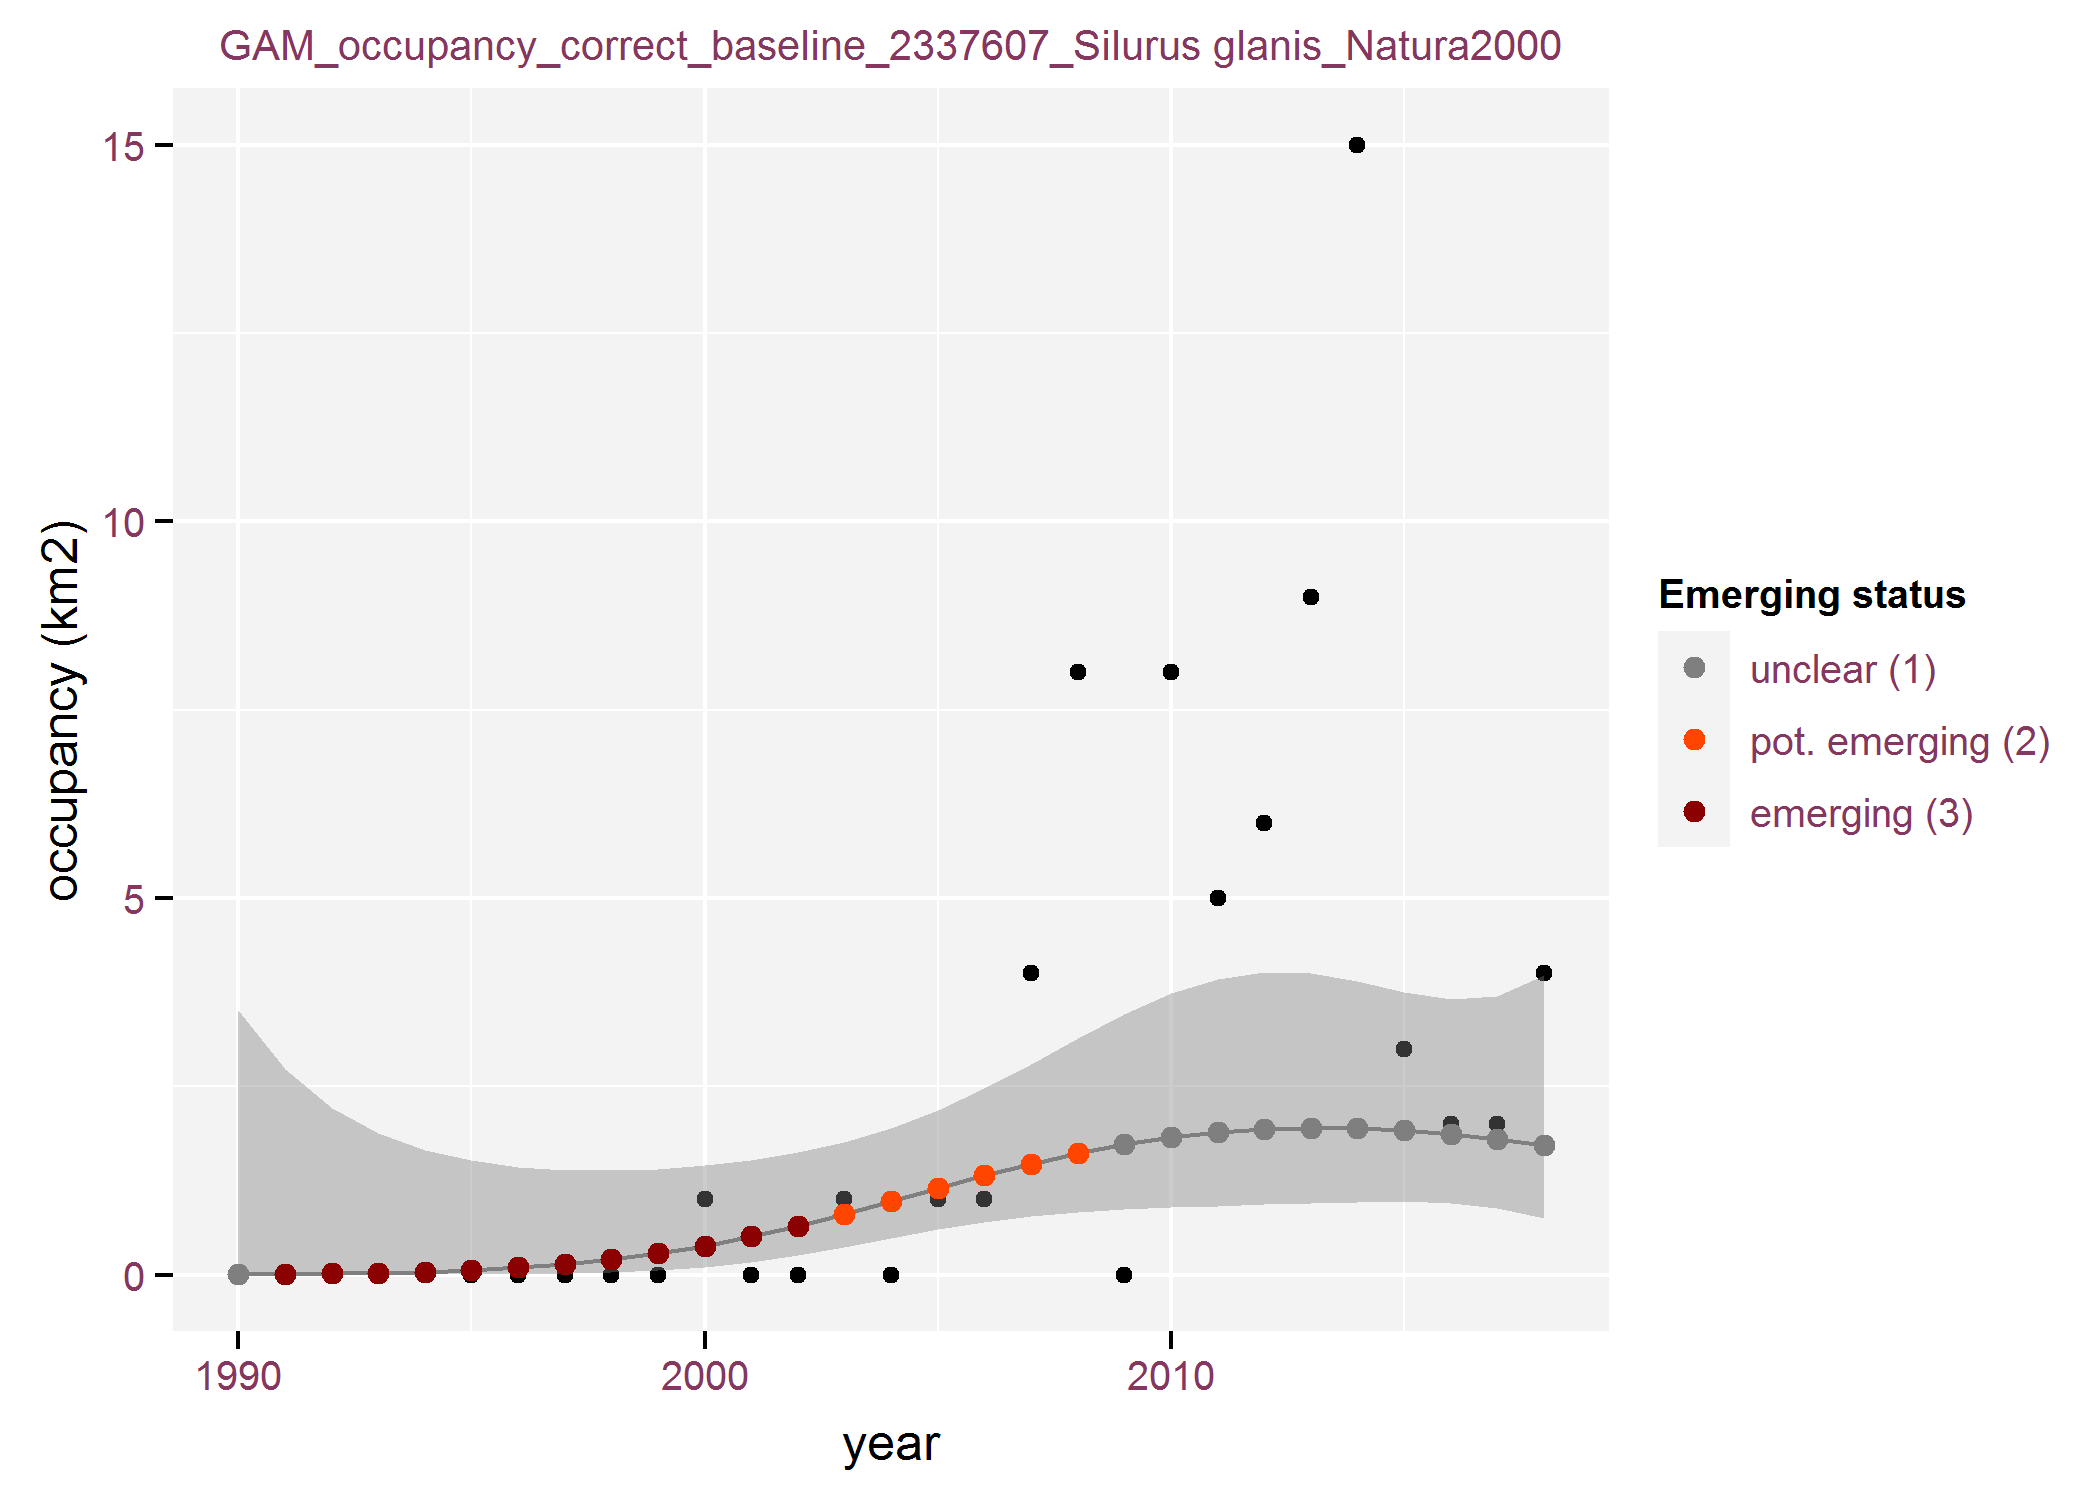 GAM_occupancy_correct_baseline_2337607_Silurus glanis_Natura2000
15
10
5
0
occupancy (km2)
1990
2000
2010
year
Emerging status
unclear (1)
pot. emerging (2)
emerging (3)